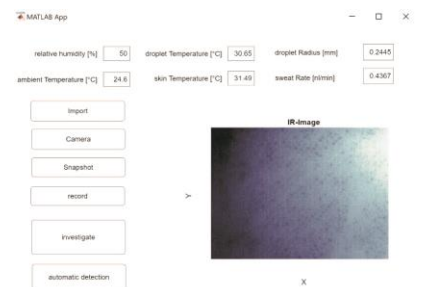 MATLAB App
relative humidity [%] 50 droplet Temperature [°C] 30.65 droplet Radius [mm] 0.2445
ambient Temperature [°C] 24.6 skin Temperature [°C] 31.49 sweat Rate [nl/min] 0.4367
Import
Camera
Snapshot
record
investigate
automatic detection
IR-Image
Y
X